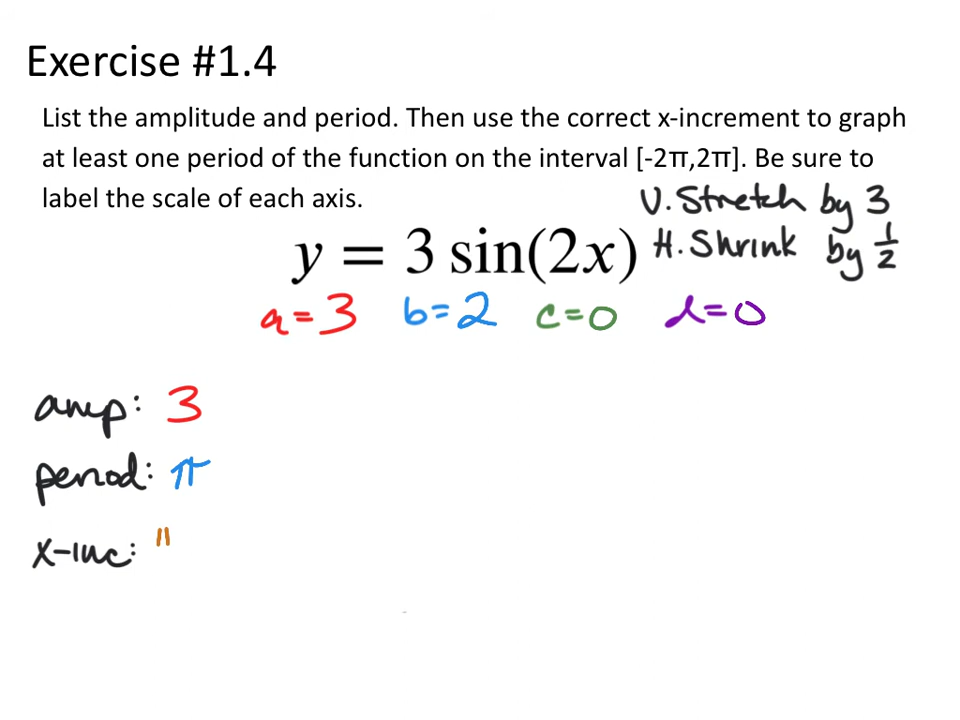 Exercise #1.4
List the amplitude and period. Then use the correct x-increment to graph
at least one period of the function on the interval [-2π,2π]. Be sure to
label the scale of each axis.
V. Stretch by 3
y = 3 sin(2x)
H. Shrink by 1/2
a=3 b=2 c=0 d=0
amp: 3
period: π
x-inc: